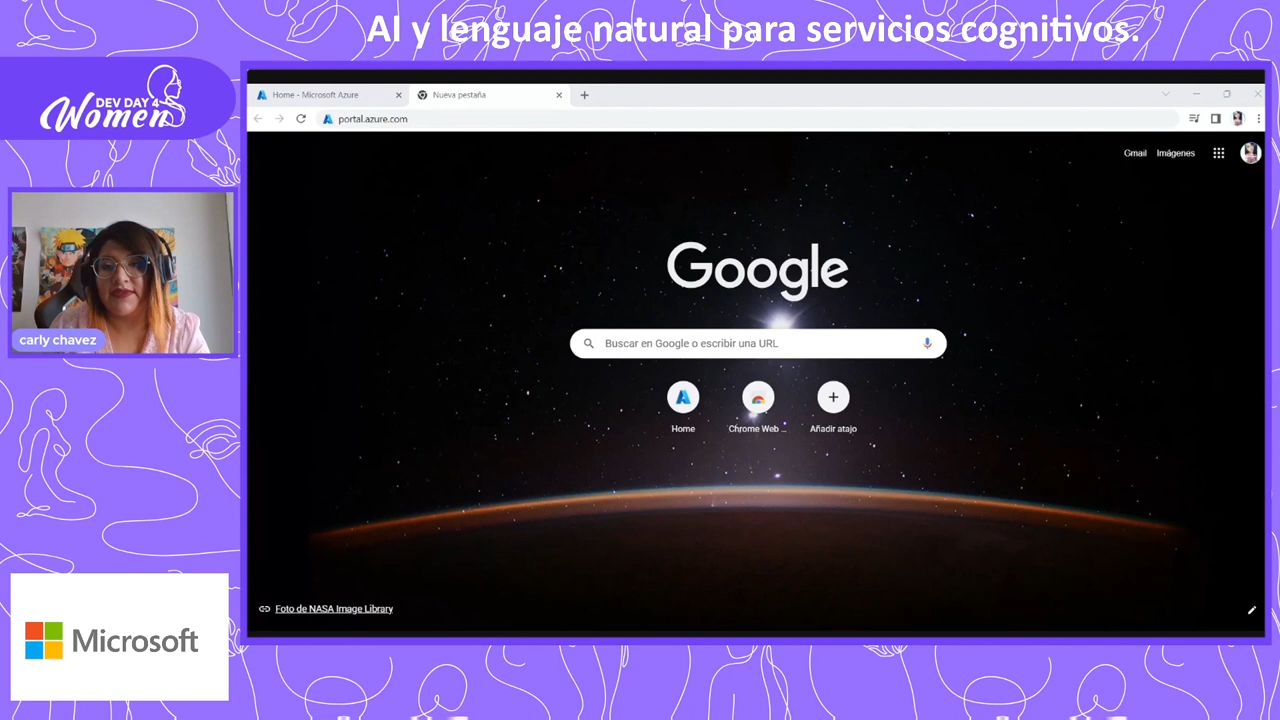 AI y lenguaje natural para servicios cognitivos.
DEV DAY 4
Women
carly chavez
Microsoft
Home - Microsoft Azure
Nueva pestaña
portal.azure.com
Gmail
Imágenes
Google
Buscar en Google o escribir una URL
Home
Chrome Web ...
Añadir atajo
Foto de NASA Image Library